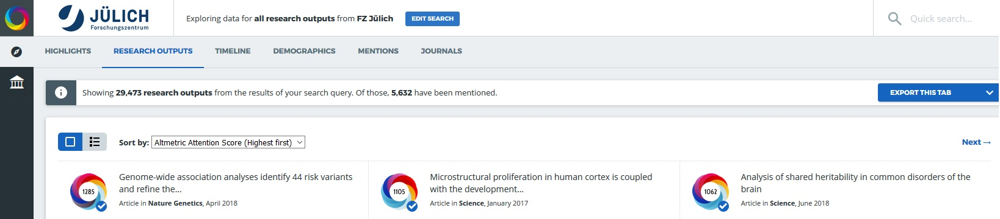 JÜLICH
Forschungszentrum
Exploring data for all research outputs from FZ Jülich
EDIT SEARCH
Quick search...
HIGHLIGHTS
RESEARCH OUTPUTS
TIMELINE
DEMOGRAPHICS
MENTIONS
JOURNALS
Showing 29,473 research outputs from the results of your search query. Of those, 5,632 have been mentioned.
EXPORT THIS TAB
Sort by: Altmetric Attention Score (Highest first)
Next →
1285
Genome-wide association analyses identify 44 risk variants
and refine the...
Article in Nature Genetics, April 2018
1105
Microstructural proliferation in human cortex is coupled
with the development...
Article in Science, January 2017
1062
Analysis of shared heritability in common disorders of the
brain
Article in Science, June 2018